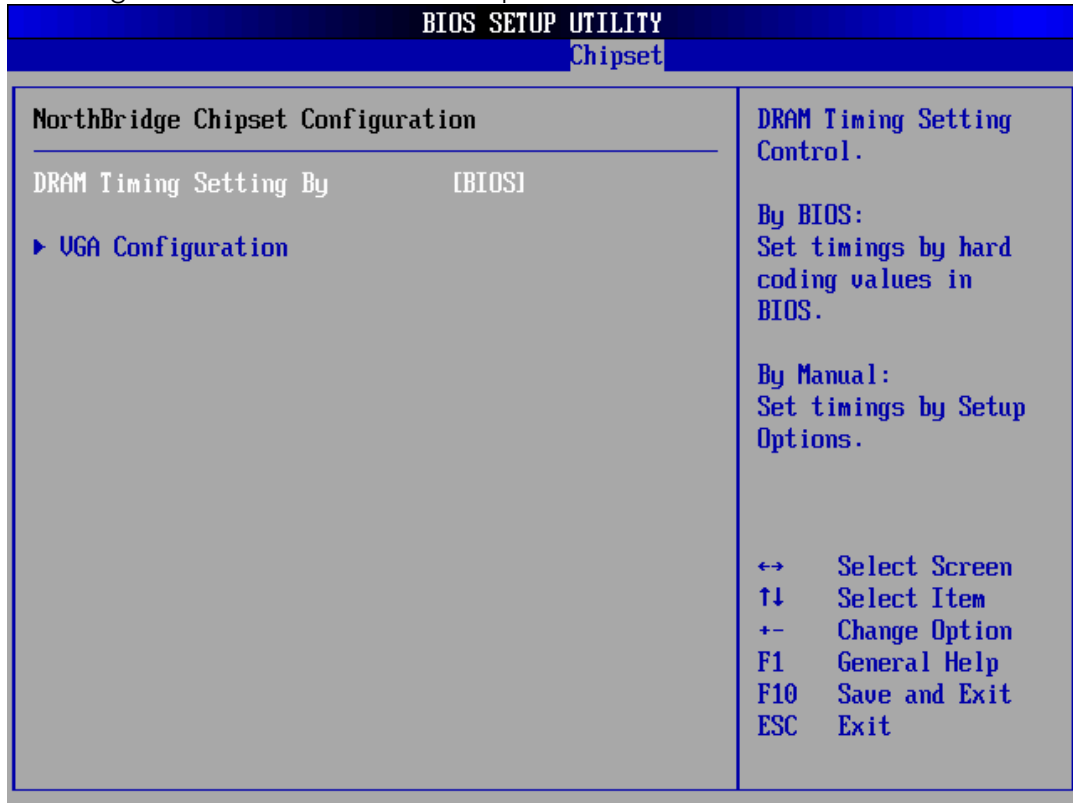 BIOS SETUP UTILITY
Chipset
NorthBridge Chipset Configuration
DRAM Timing Setting By [BIOS]
▶ VGA Configuration
DRAM Timing Setting
Control.
By BIOS:
Set timings by hard
coding values in
BIOS.
By Manual:
Set timings by Setup
Options.
←→ Select Screen
↑↓ Select Item
+- Change Option
F1 General Help
F10 Save and Exit
ESC Exit